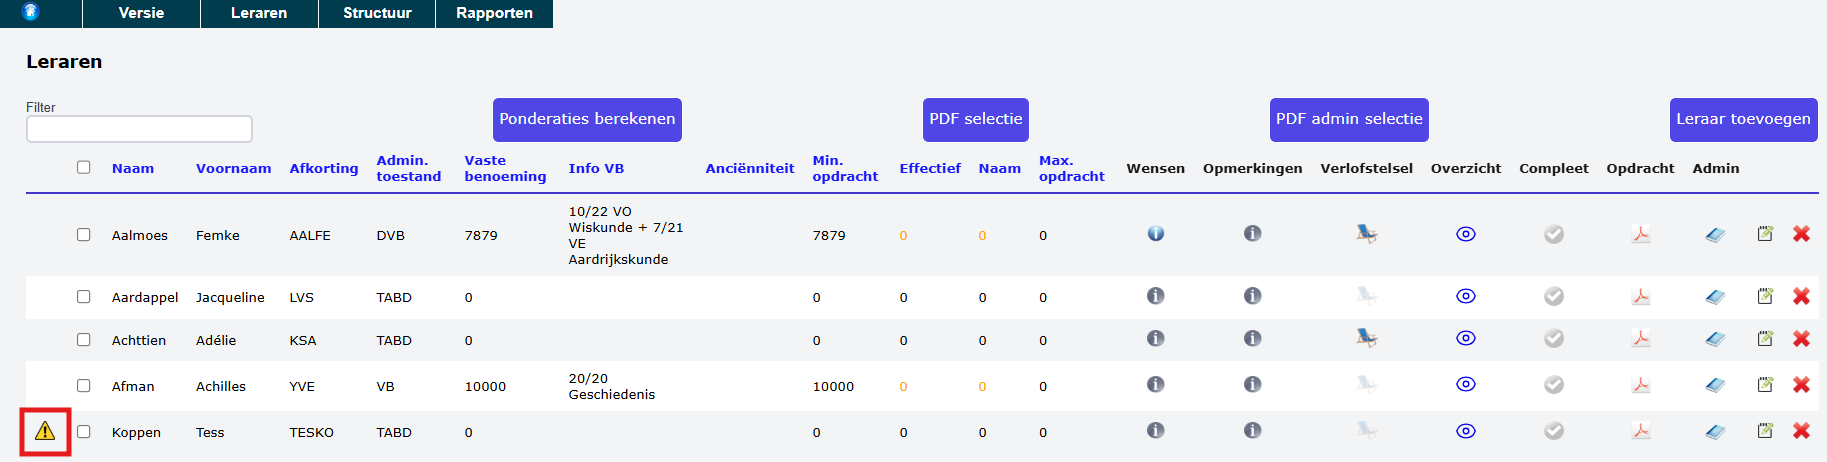 Versie Leraren Structuur Rapporten
Leraren
Filter
Ponderaties berekenen PDF selectie PDF admin selectie Leraar toevoegen
Naam Voornaam Afkorting Admin. toestand Vaste benoeming Info VB Anciënniteit Min. opdracht Effectief Naam Max. opdracht Wensen Opmerkingen Verlofstelsel Overzicht Compleet Opdracht Admin
Aalmoes Femke AALFE DVB 7879 10/22 VO Wiskunde + 7/21 VE Aardrijkskunde 7879 0 0 0
Aardappel Jacqueline LVS TABD 0 0 0 0 0
Achttien Adélie KSA TABD 0 0 0 0 0
Afman Achilles YVE VB 10000 20/20 Geschiedenis 10000 0 0 0
Koppen Tess TESKO TABD 0 0 0 0 0